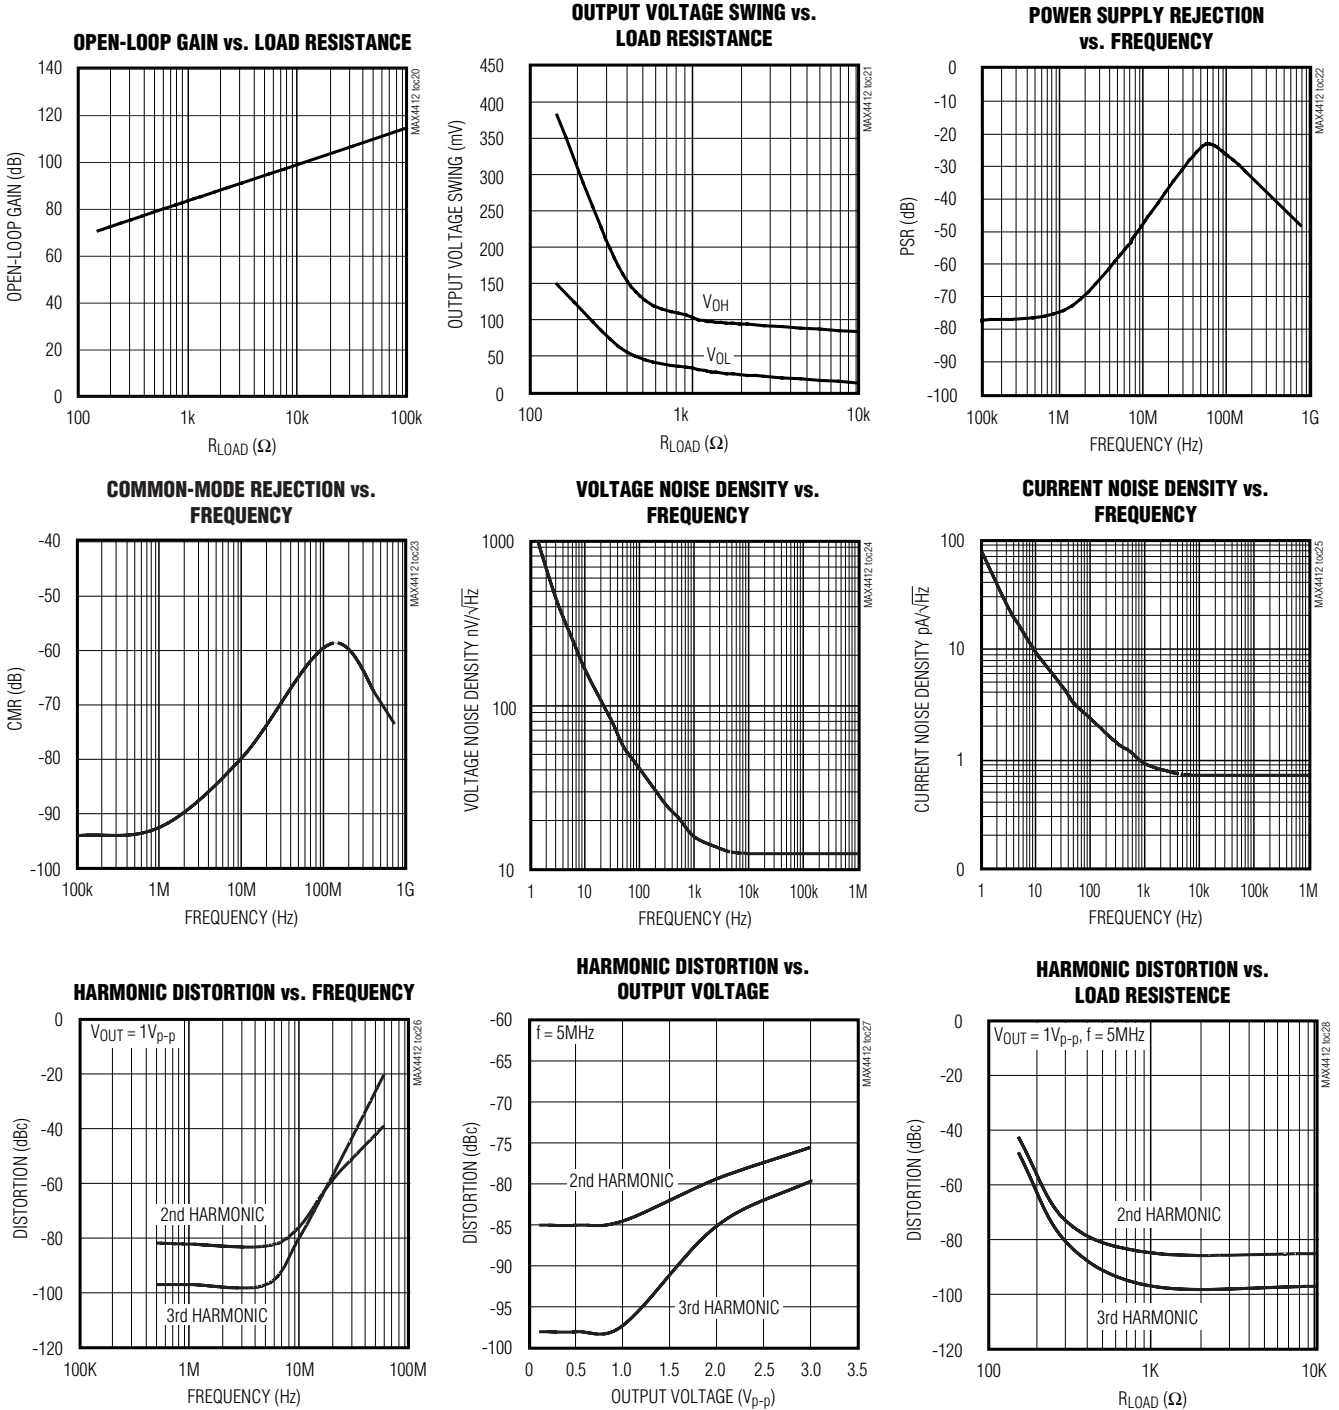 OPEN-LOOP GAIN vs. LOAD RESISTANCE
140
120
100
80
60
40
20
0
OPEN-LOOP GAIN (dB)
100
1k
10k
100k
RLOAD (Ω)
MAX4412 toc20
OUTPUT VOLTAGE SWING vs.
LOAD RESISTANCE
450
400
350
300
250
200
150
100
50
0
OUTPUT VOLTAGE SWING (mV)
VOH
VOL
100
1k
10k
RLOAD (Ω)
MAX4412 toc21
POWER SUPPLY REJECTION
vs. FREQUENCY
0
-10
-20
-30
-40
-50
-60
-70
-80
-90
-100
PSR (dB)
100k
1M
10M
100M
1G
FREQUENCY (Hz)
MAX4412 toc22
COMMON-MODE REJECTION vs.
FREQUENCY
-40
-50
-60
-70
-80
-90
-100
CMR (dB)
100k
1M
10M
100M
1G
FREQUENCY (Hz)
MAX4412 toc23
VOLTAGE NOISE DENSITY vs.
FREQUENCY
1000
100
10
VOLTAGE NOISE DENSITY nV/√Hz
1
10
100
1k
10k
100k
1M
FREQUENCY (Hz)
MAX4412 toc24
CURRENT NOISE DENSITY vs.
FREQUENCY
100
10
1
0
CURRENT NOISE DENSITY pA/√Hz
1
10
100
1k
10k
100k
1M
FREQUENCY (Hz)
MAX4412 toc25
HARMONIC DISTORTION vs. FREQUENCY
0
-20
-40
-60
-80
-100
-120
DISTORTION (dBc)
VOUT = 1Vp-p
2nd HARMONIC
3rd HARMONIC
100K
1M
10M
100M
FREQUENCY (Hz)
MAX4412 toc26
HARMONIC DISTORTION vs.
OUTPUT VOLTAGE
-60
-65
-70
-75
-80
-85
-90
-95
-100
DISTORTION (dBc)
f = 5MHz
2nd HARMONIC
3rd HARMONIC
0
0.5
1.0
1.5
2.0
2.5
3.0
3.5
OUTPUT VOLTAGE (Vp-p)
MAX4412 toc27
HARMONIC DISTORTION vs.
LOAD RESISTENCE
0
-20
-40
-60
-80
-100
-120
DISTORTION (dBc)
VOUT = 1Vp-p, f = 5MHz
2nd HARMONIC
3rd HARMONIC
100
1K
10K
RLOAD (Ω)
MAX4412 toc28